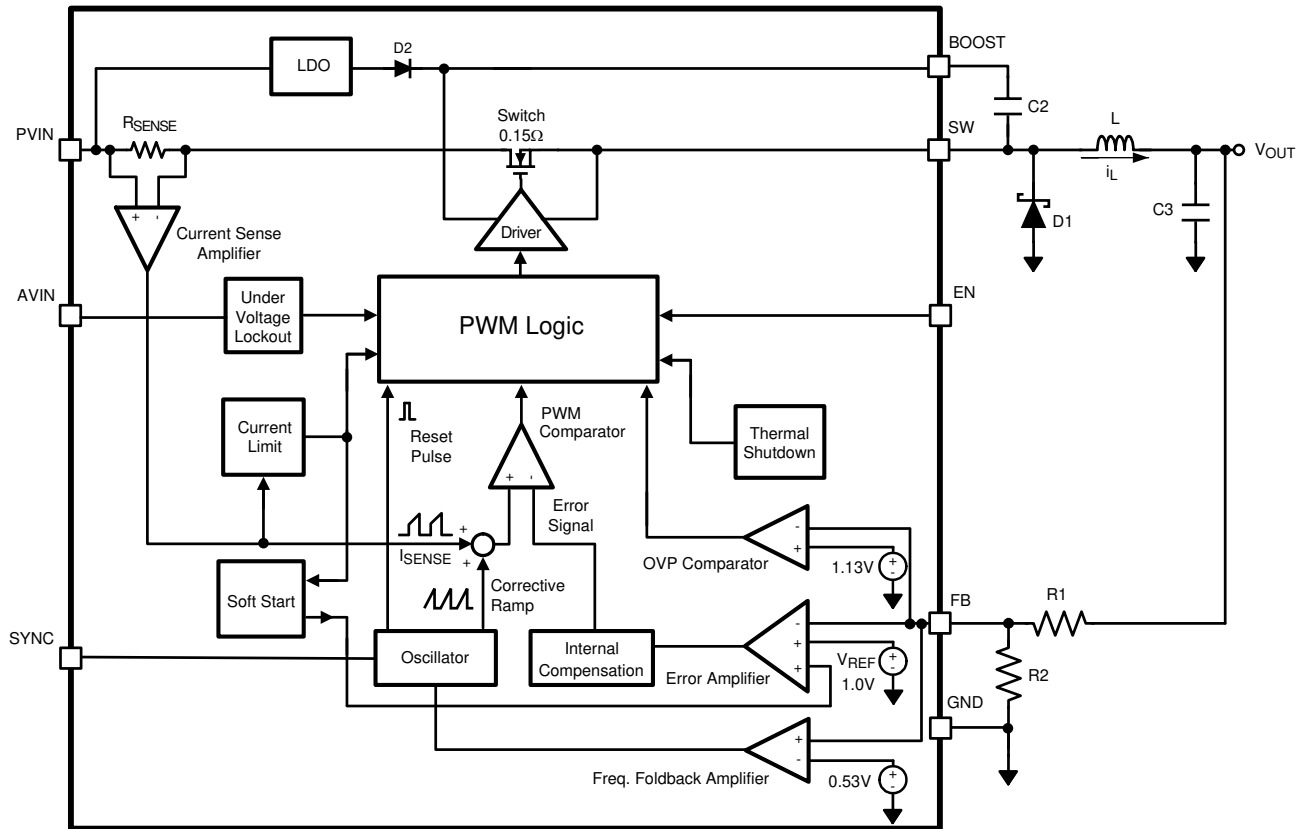 BOOST
LDO
D2
C2
PVIN
RSENSE
Switch
0.15Ω
SW
L
VOUT
iL
+ -
Driver
D1
C3
Current Sense
Amplifier
AVIN
Under
Voltage
Lockout
PWM Logic
EN
Current
Limit
Reset
Pulse
PWM
Comparator
Thermal
Shutdown
+ -
Error
Signal
ISENSE
+
+
-
+
+
-
OVP Comparator
1.13V
Soft Start
Corrective
Ramp
FB
R1
SYNC
Oscillator
Internal
Compensation
-
+
+
Error Amplifier
VREF
1.0V
+
-
R2
GND
+
-
Freq. Foldback Amplifier
0.53V
+
-